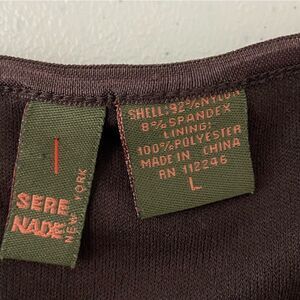 SERE
NADE
NEW YORK
SHELL: 92% NYLON
8% SPANDEX
LINING:
100% POLYESTER
MADE IN CHINA
RN 112246
L